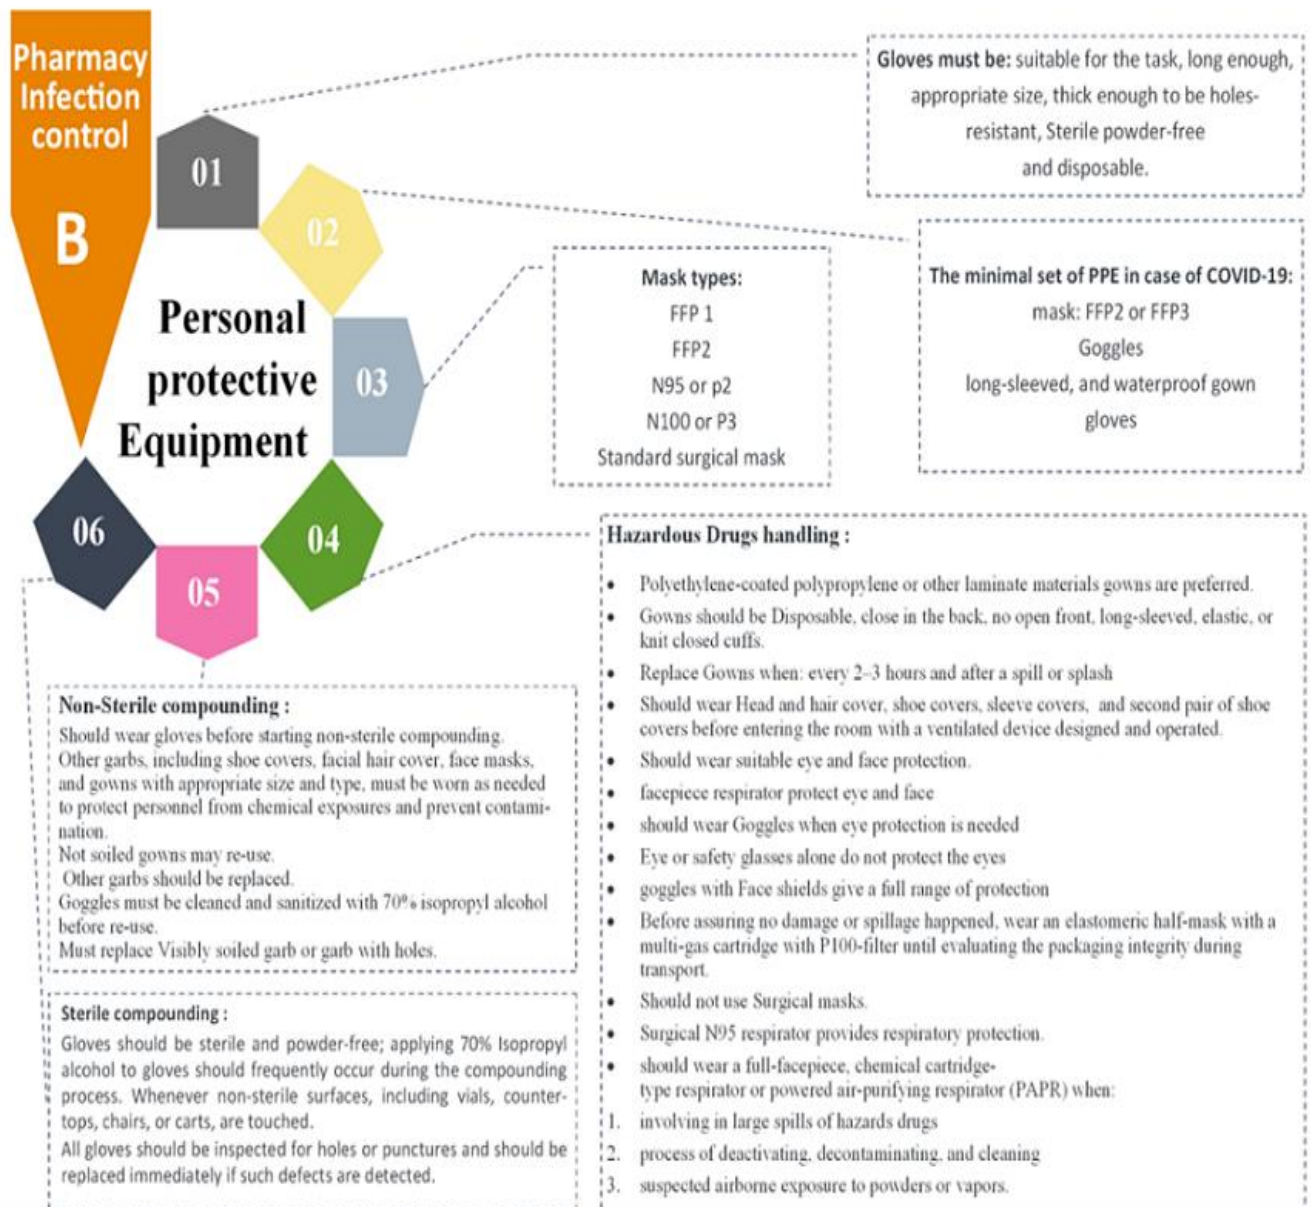 Pharmacy
Infection
control
B
Personal
protective
Equipment
01
Gloves must be: suitable for the task, long enough,
appropriate size, thick enough to be holes-
resistant, Sterile powder-free
and disposable.
02
The minimal set of PPE in case of COVID-19:
mask: FFP2 or FFP3
Goggles
long-sleeved, and waterproof gown
gloves
03
Mask types:
FFP 1
FFP2
N95 or p2
N100 or P3
Standard surgical mask
04
Hazardous Drugs handling :
• Polyethylene-coated polypropylene or other laminate materials gowns are preferred.
• Gowns should be Disposable, close in the back, no open front, long-sleeved, elastic, or
knit closed cuffs.
• Replace Gowns when: every 2–3 hours and after a spill or splash
• Should wear Head and hair cover, shoe covers, sleeve covers, and second pair of shoe
covers before entering the room with a ventilated device designed and operated.
• Should wear suitable eye and face protection.
• facepiece respirator protect eye and face
• should wear Goggles when eye protection is needed
• Eye or safety glasses alone do not protect the eyes
• goggles with Face shields give a full range of protection
• Before assuring no damage or spillage happened, wear an elastomeric half-mask with a
multi-gas cartridge with P100-filter until evaluating the packaging integrity during
transport.
• Should not use Surgical masks.
• Surgical N95 respirator provides respiratory protection.
• should wear a full-facepiece, chemical cartridge-
type respirator or powered air-purifying respirator (PAPR) when:
1. involving in large spills of hazards drugs
2. process of deactivating, decontaminating, and cleaning
3. suspected airborne exposure to powders or vapors.
05
Non-Sterile compounding :
Should wear gloves before starting non-sterile compounding.
Other garbs, including shoe covers, facial hair cover, face masks,
and gowns with appropriate size and type, must be worn as needed
to protect personnel from chemical exposures and prevent contami-
nation.
Not soiled gowns may re-use.
Other garbs should be replaced.
Goggles must be cleaned and sanitized with 70% isopropyl alcohol
before re-use.
Must replace Visibly soiled garb or garb with holes.
06
Sterile compounding :
Gloves should be sterile and powder-free; applying 70% Isopropyl
alcohol to gloves should frequently occur during the compounding
process. Whenever non-sterile surfaces, including vials, counter-
tops, chairs, or carts, are touched.
All gloves should be inspected for holes or punctures and should be
replaced immediately if such defects are detected.